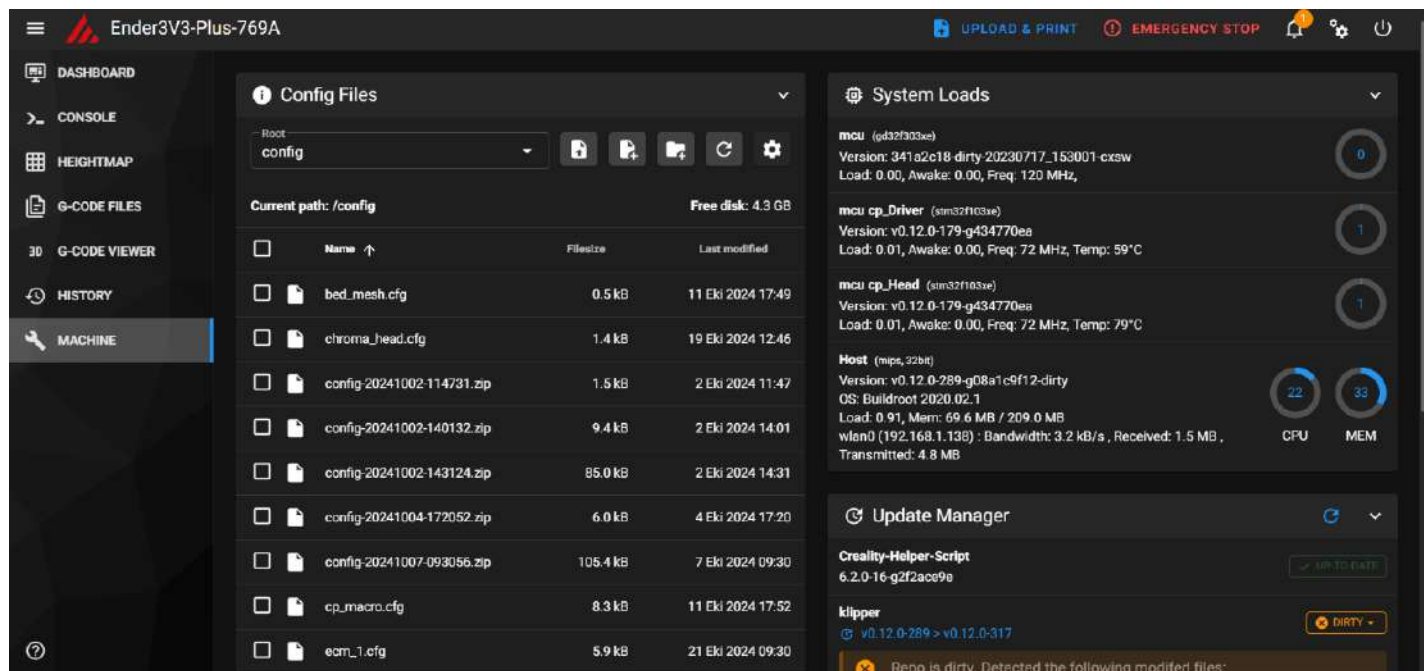 Ender3V3-Plus-769A
UPLOAD & PRINT
EMERGENCY STOP
1
DASHBOARD
CONSOLE
HEIGHTMAP
G-CODE FILES
3D G-CODE VIEWER
HISTORY
MACHINE
Config Files
Root
config
Current path: /config Free disk: 4.3 GB
Name Filesize Last modified
bed_mesh.cfg 0.5 kB 11 Eki 2024 17:49
chroma_head.cfg 1.4 kB 19 Eki 2024 12:46
config-20241002-114731.zip 1.5 kB 2 Eki 2024 11:47
config-20241002-140132.zip 9.4 kB 2 Eki 2024 14:01
config-20241002-143124.zip 85.0 kB 2 Eki 2024 14:31
config-20241004-172052.zip 6.0 kB 4 Eki 2024 17:20
config-20241007-093056.zip 105.4 kB 7 Eki 2024 09:30
cp_macro.cfg 8.3 kB 11 Eki 2024 17:52
ecm_1.cfg 5.9 kB 21 Eki 2024 09:30
System Loads
mcu (gd32f303xe)
Version: 341a2c18-dirty-20230717_153001-cxsw
Load: 0.00, Awake: 0.00, Freq: 120 MHz,
0
mcu cp_Driver (stm32f103xe)
Version: v0.12.0-179-g434770ea
Load: 0.01, Awake: 0.00, Freq: 72 MHz, Temp: 59°C
1
mcu cp_Head (stm32f103xe)
Version: v0.12.0-179-g434770ea
Load: 0.01, Awake: 0.00, Freq: 72 MHz, Temp: 79°C
1
Host (mips, 32bit)
Version: v0.12.0-289-g08a1c9f12-dirty
OS: Buildroot 2020.02.1
Load: 0.91, Mem: 69.6 MB / 209.0 MB
wlan0 (192.168.1.138) : Bandwidth: 3.2 kB/s , Received: 1.5 MB ,
Transmitted: 4.8 MB
22 33
CPU MEM
Update Manager
Creality-Helper-Script
6.2.0-16-g2f2ace9e
UP-TO-DATE
klipper
v0.12.0-289 > v0.12.0-317
DIRTY
Repo is dirty. Detected the following modifed files: